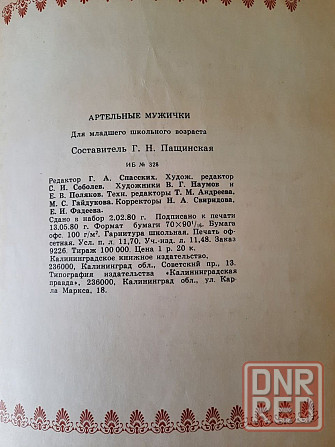 АРТЕЛЬНЫЕ МУЖИЧКИ
Для младшего школьного возраста
Составитель Г. Н. Пащинская
ИБ № 326
Редактор Г. А. Спасских. Худож. редактор
С. И. Соболев. Художники В. Г. Наумов и
Е. В. Поляков. Техн. редакторы Т. М. Андреева,
М. С. Гайдукова. Корректоры Н. А. Свиридова,
Е. И. Фадеева.
Сдано в набор 2.02.80 Подписано к печати
13.05.80 г. Формат бумаги 70×90 1/16. Бумага
офс. 100 г/м². Гарнитура школьная. Печать офсетная. Усл. п. л. 11,70. Уч.-изд. л. 11,48. Заказ
9226. Тираж 100 000. Цена 1 р. 20 к.
Калининградское книжное издательство,
236000, Калининград обл., Советский пр., 13.
Типография издательства «Калининградская
правда», 236000, Калининград обл., ул. Карла Маркса, 18.
DNR
RED